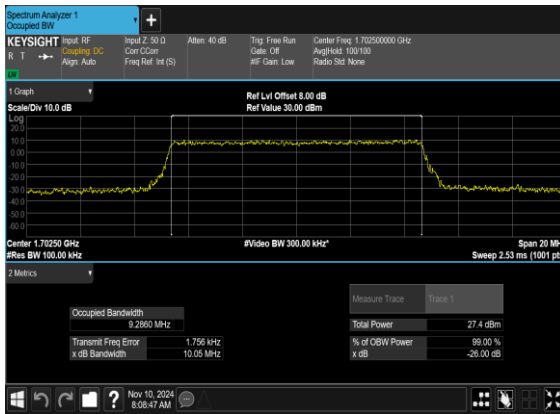 Spectrum Analyzer 1
Occupied BW
+
KEYSIGHT Input: RF Input Z: 50 Ω Atten: 40 dB Trig: Free Run Center Freq: 1.702500000 GHz
R T Coupling: DC Corr CCorr Gate: Off Avg|Hold: 100/100
Align: Auto Freq Ref: Int (S) #IF Gain: Low Radio Std: None
LXI
1 Graph
Ref Lvl Offset 8.00 dB
Scale/Div 10.0 dB Ref Value 30.00 dBm
Log
20.0
10.0
0.00
-10.0
-20.0
-30.0
-40.0
-50.0
-60.0
Center 1.70250 GHz #Video BW 300.00 kHz* Span 20 MH
#Res BW 100.00 kHz Sweep 2.53 ms (1001 pt
2 Metrics
Measure Trace Trace 1
Occupied Bandwidth
9.2860 MHz
Total Power 27.4 dBm
Transmit Freq Error 1.756 kHz % of OBW Power 99.00 %
x dB Bandwidth 10.05 MHz x dB -26.00 dB
? Nov 10, 2024
8:08:47 AM